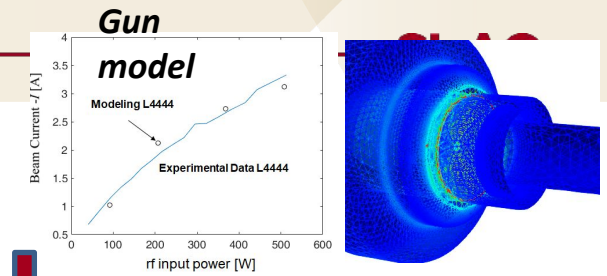 Gun
model
4
3.5
3
2.5
2
1.5
1
0.5
Beam Current -I [A]
Modeling L4444
Experimental Data L4444
0 100 200 300 400 500 600
rf input power [W]